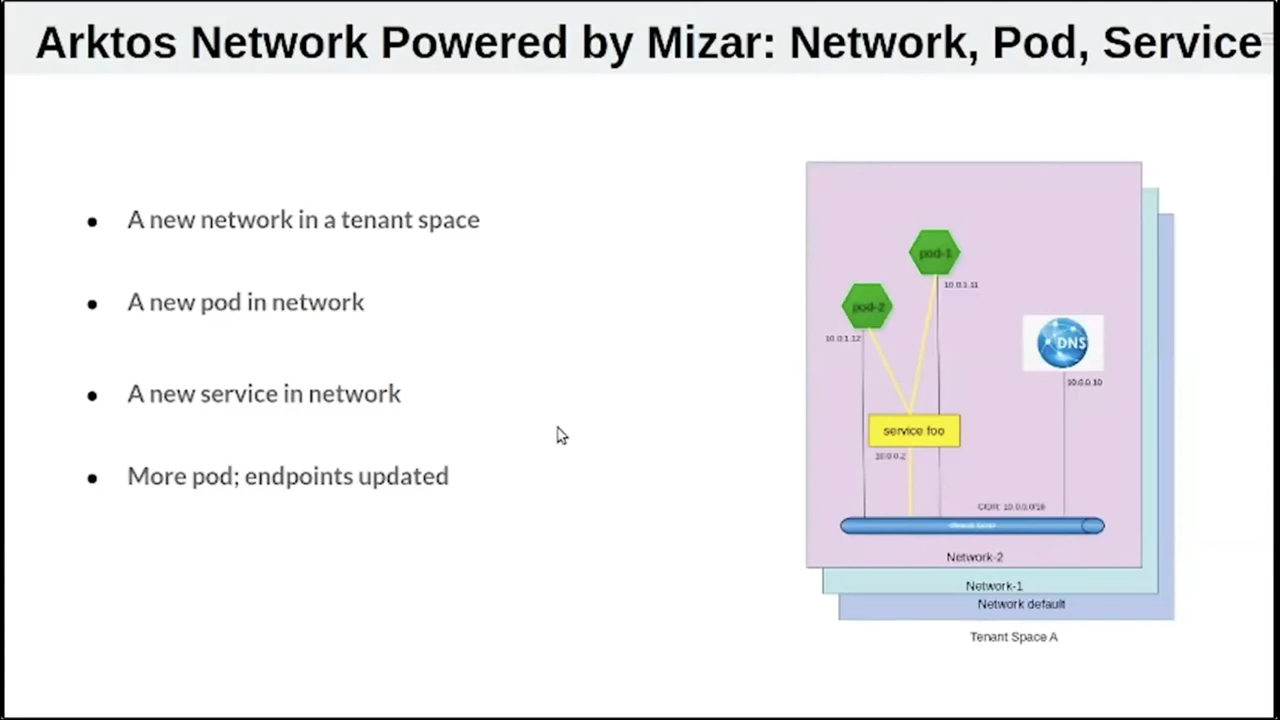 Arktos Network Powered by Mizar: Network, Pod, Service
A new network in a tenant space
A new pod in network
A new service in network
More pod; endpoints updated
pod-1
10.0.1.11
pod-2
10.0.1.12
DNS
10.0.0.10
service foo
10.0.0.2
CIDR: 10.0.0.0/16
Network-2
Network-1
Network default
Tenant Space A